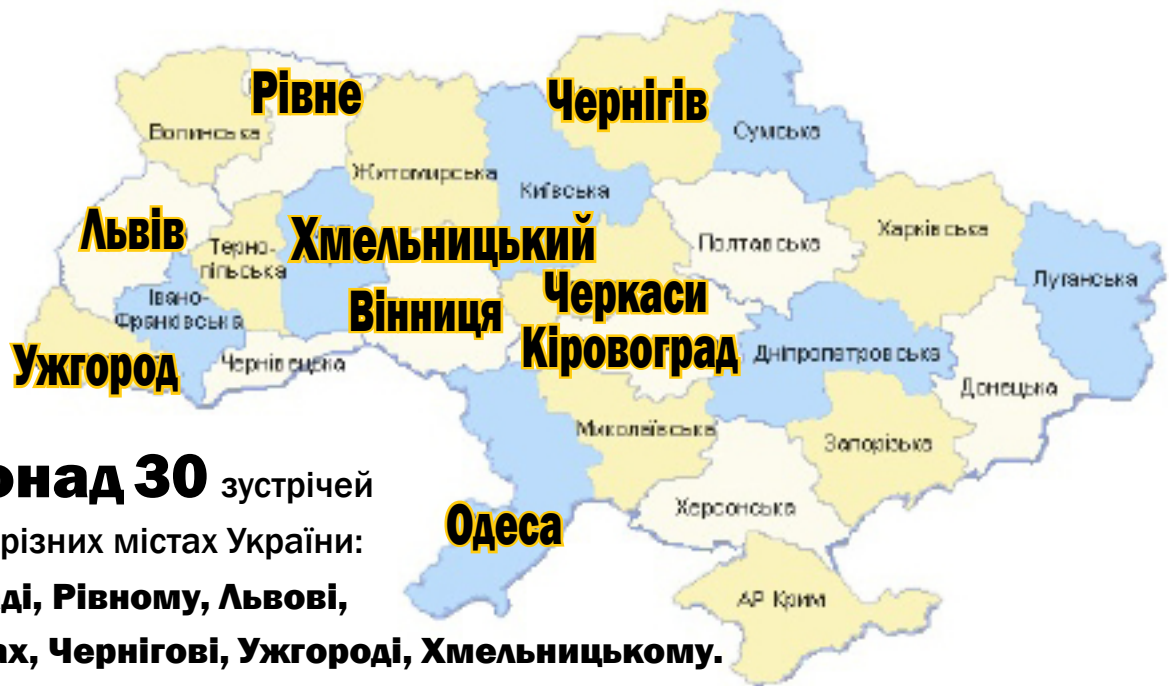 Рівне
Чернігів
Волинська
Сумська
Житомирська
Київська
Львів
Терно-
пільська
Хмельницький
Полтавська
Харківська
Луганська
Івано-
Франківська
Вінниця
Черкаси
Кіровоград
Ужгород
Чернівецька
Дніпропетровська
Донецька
Миколаївська
Запорізька
Херсонська
Одеса
АР Крим
онад 30 зустрічей
різних містах України:
ді, Рівному, Львові,
ах, Чернігові, Ужгороді, Хмельницькому.